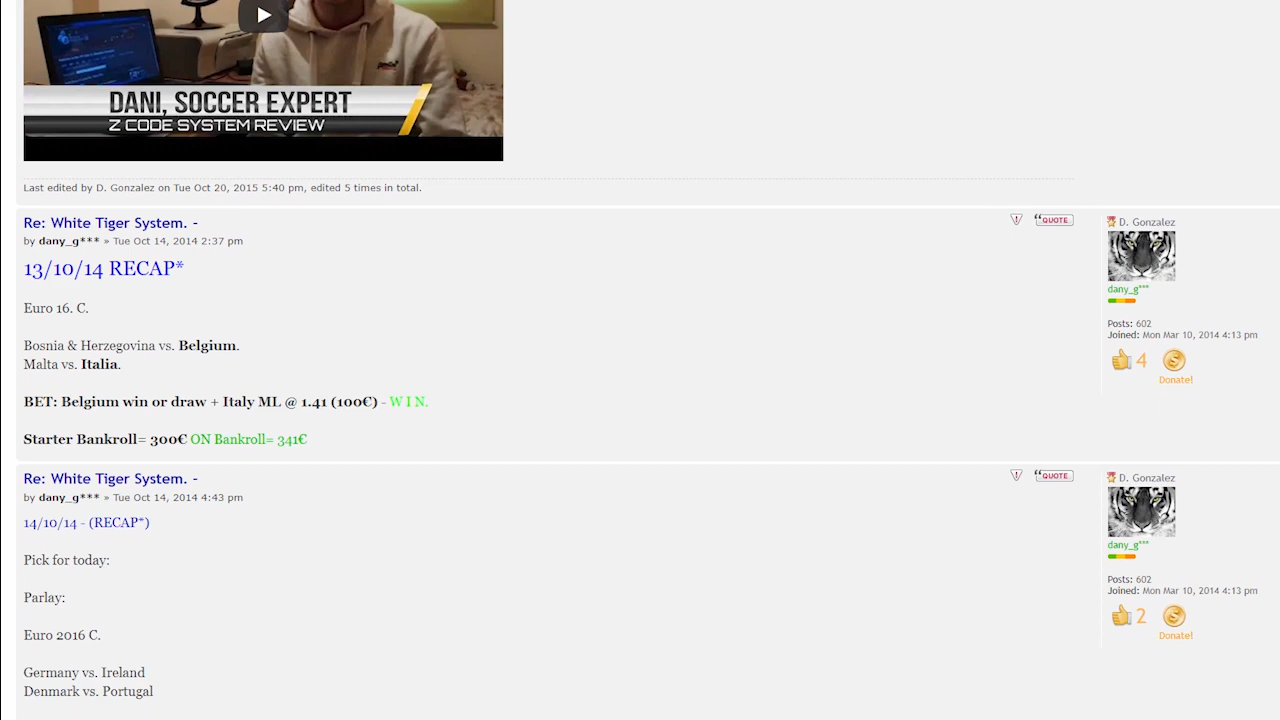 DANI, SOCCER EXPERT
Z CODE SYSTEM REVIEW
Last edited by D. Gonzalez on Tue Oct 20, 2015 5:40 pm, edited 5 times in total.
Re: White Tiger System. -
QUOTE
D. Gonzalez
by dany_g*** » Tue Oct 14, 2014 2:37 pm
13/10/14 RECAP*
dany_g***
Euro 16. C.
Posts: 602
Joined: Mon Mar 10, 2014 4:13 pm
Bosnia & Herzegovina vs. Belgium.
Malta vs. Italia.
4
Donate!
BET: Belgium win or draw + Italy ML @ 1.41 (100€) - W I N.
Starter Bankroll= 300€ ON Bankroll= 341€
Re: White Tiger System. -
QUOTE
D. Gonzalez
by dany_g*** » Tue Oct 14, 2014 4:43 pm
14/10/14 - (RECAP*)
dany_g***
Pick for today:
Posts: 602
Joined: Mon Mar 10, 2014 4:13 pm
Parlay:
2
Donate!
Euro 2016 C.
Germany vs. Ireland
Denmark vs. Portugal